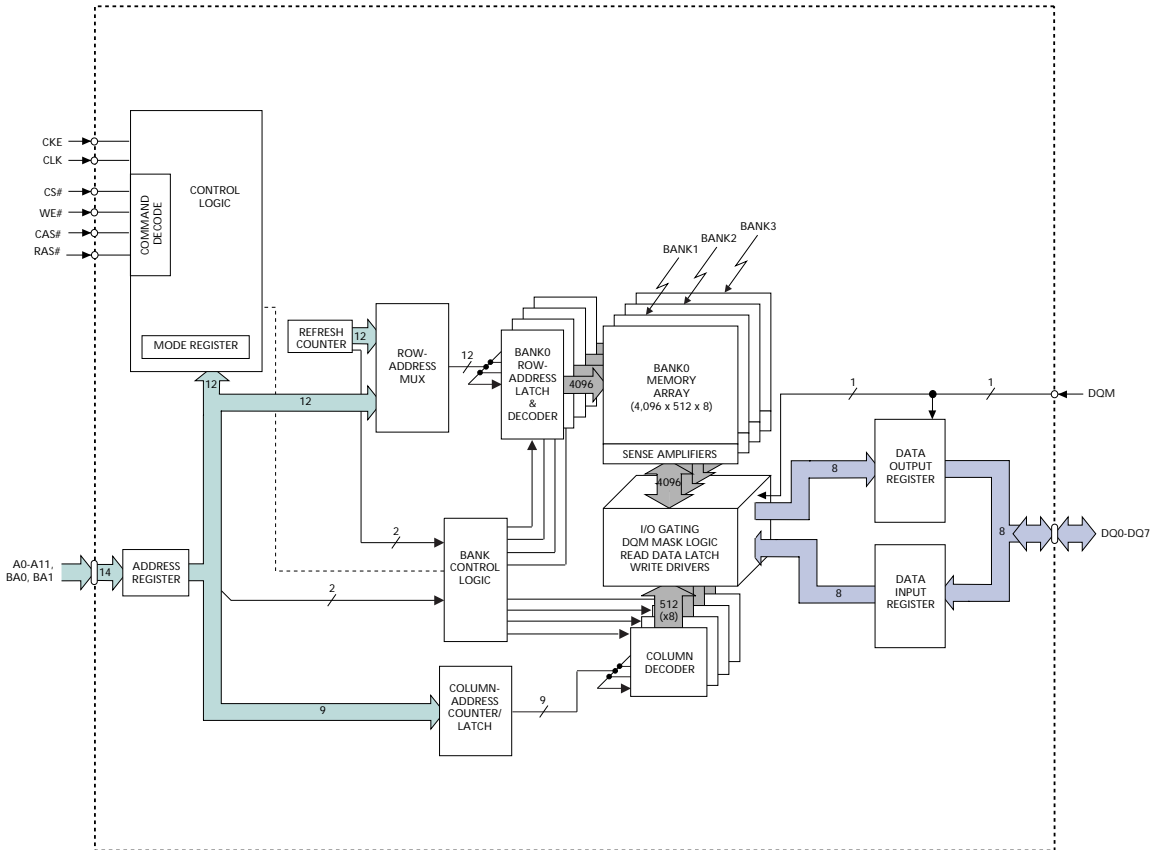 CKE
CLK
CS#
WE#
CAS#
RAS#
COMMAND
DECODE
CONTROL
LOGIC
MODE REGISTER
12
12
REFRESH
COUNTER
12
ROW-
ADDRESS
MUX
12
BANK0
ROW-
ADDRESS
LATCH
&
DECODER
4096
BANK1
BANK2
BANK3
BANK0
MEMORY
ARRAY
(4,096 x 512 x 8)
SENSE AMPLIFIERS
4096
I/O GATING
DQM MASK LOGIC
READ DATA LATCH
WRITE DRIVERS
512
(x8)
COLUMN
DECODER
1
1
DQM
DATA
OUTPUT
REGISTER
8
8
DQ0-DQ7
DATA
INPUT
REGISTER
8
A0-A11,
BA0, BA1
14
ADDRESS
REGISTER
2
2
BANK
CONTROL
LOGIC
9
COLUMN-
ADDRESS
COUNTER/
LATCH
9